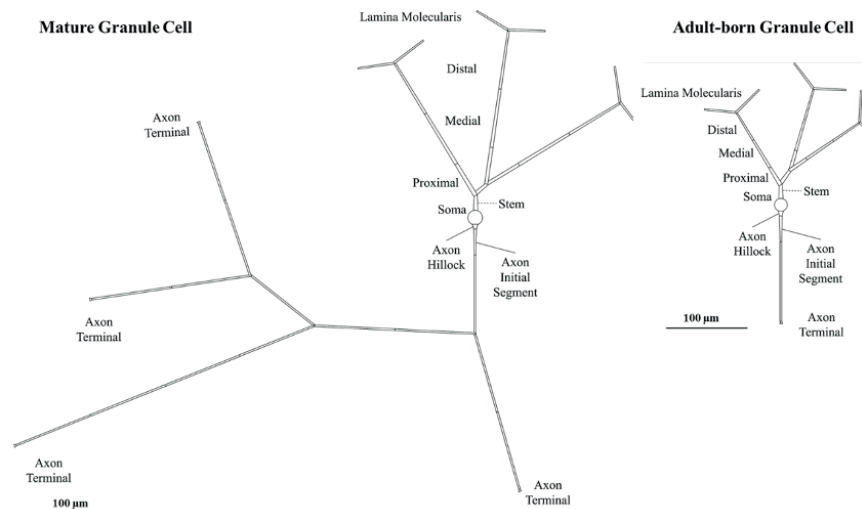 Mature Granule Cell
Lamina Molecularis
Distal
Medial
Proximal
Soma
Stem
Axon
Hillock
Axon
Initial
Segment
Axon
Terminal
Axon
Terminal
Axon
Terminal
Axon
Terminal
100 µm
Adult-born Granule Cell
Lamina Molecularis
Distal
Medial
Proximal
Soma
Stem
Axon
Hillock
Axon
Initial
Segment
100 µm
Axon
Terminal